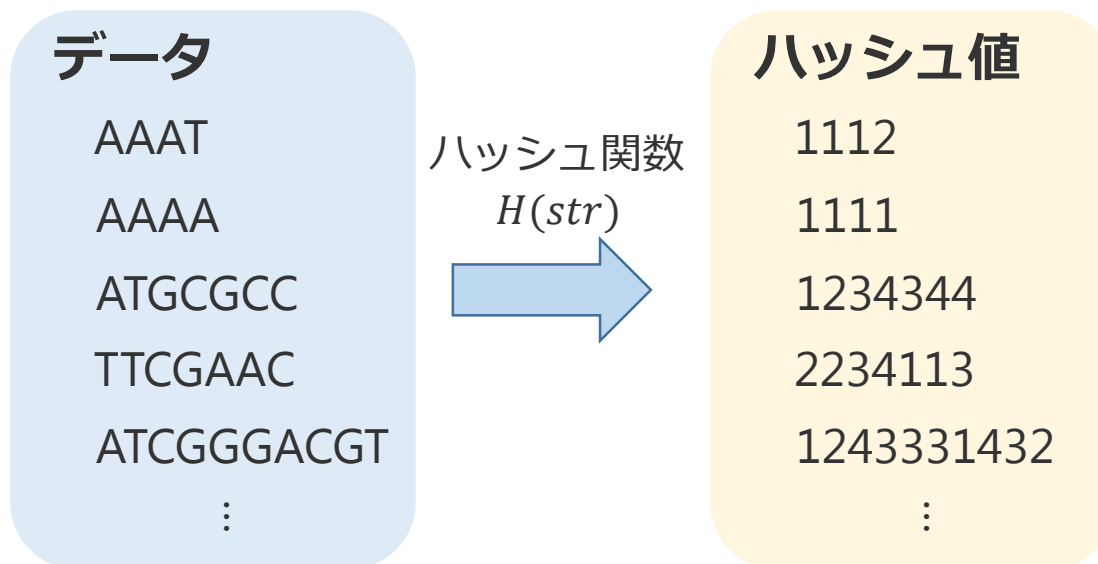 データ
AAAT
AAAA
ATGCGCC
TTCGAAC
ATCGGGACGT
⋮
ハッシュ関数
H(str)
ハッシュ値
1112
1111
1234344
2234113
1243331432
⋮